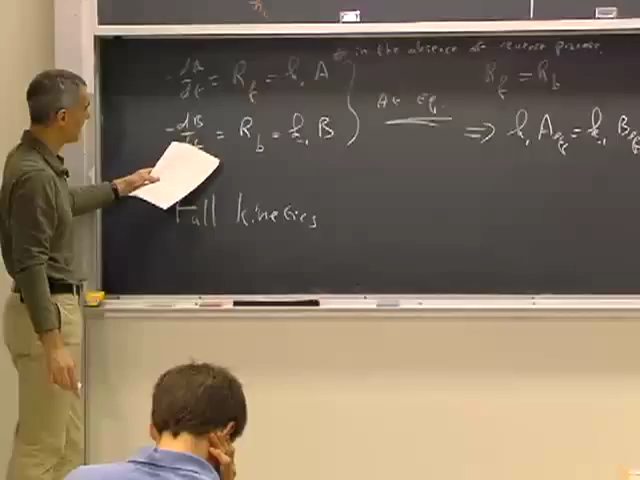 in the absence of reverse process.
- dA/dt = R_f = k_1 A
R_f = R_b
- dB/dt = R_b = k_-1 B
At Eq.
⇒ k_1 A_eq = k_-1 B_eq
Full kinetics